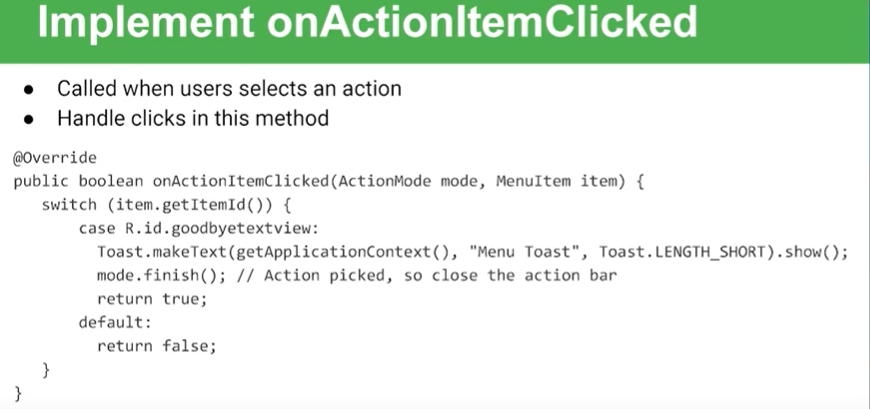 Implement onActionItemClicked
● Called when users selects an action
● Handle clicks in this method
@Override
public boolean onActionItemClicked(ActionMode mode, MenuItem item) {
switch (item.getItemId()) {
case R.id.goodbyetextview:
Toast.makeText(getApplicationContext(), "Menu Toast", Toast.LENGTH_SHORT).show();
mode.finish(); // Action picked, so close the action bar
return true;
default:
return false;
}
}